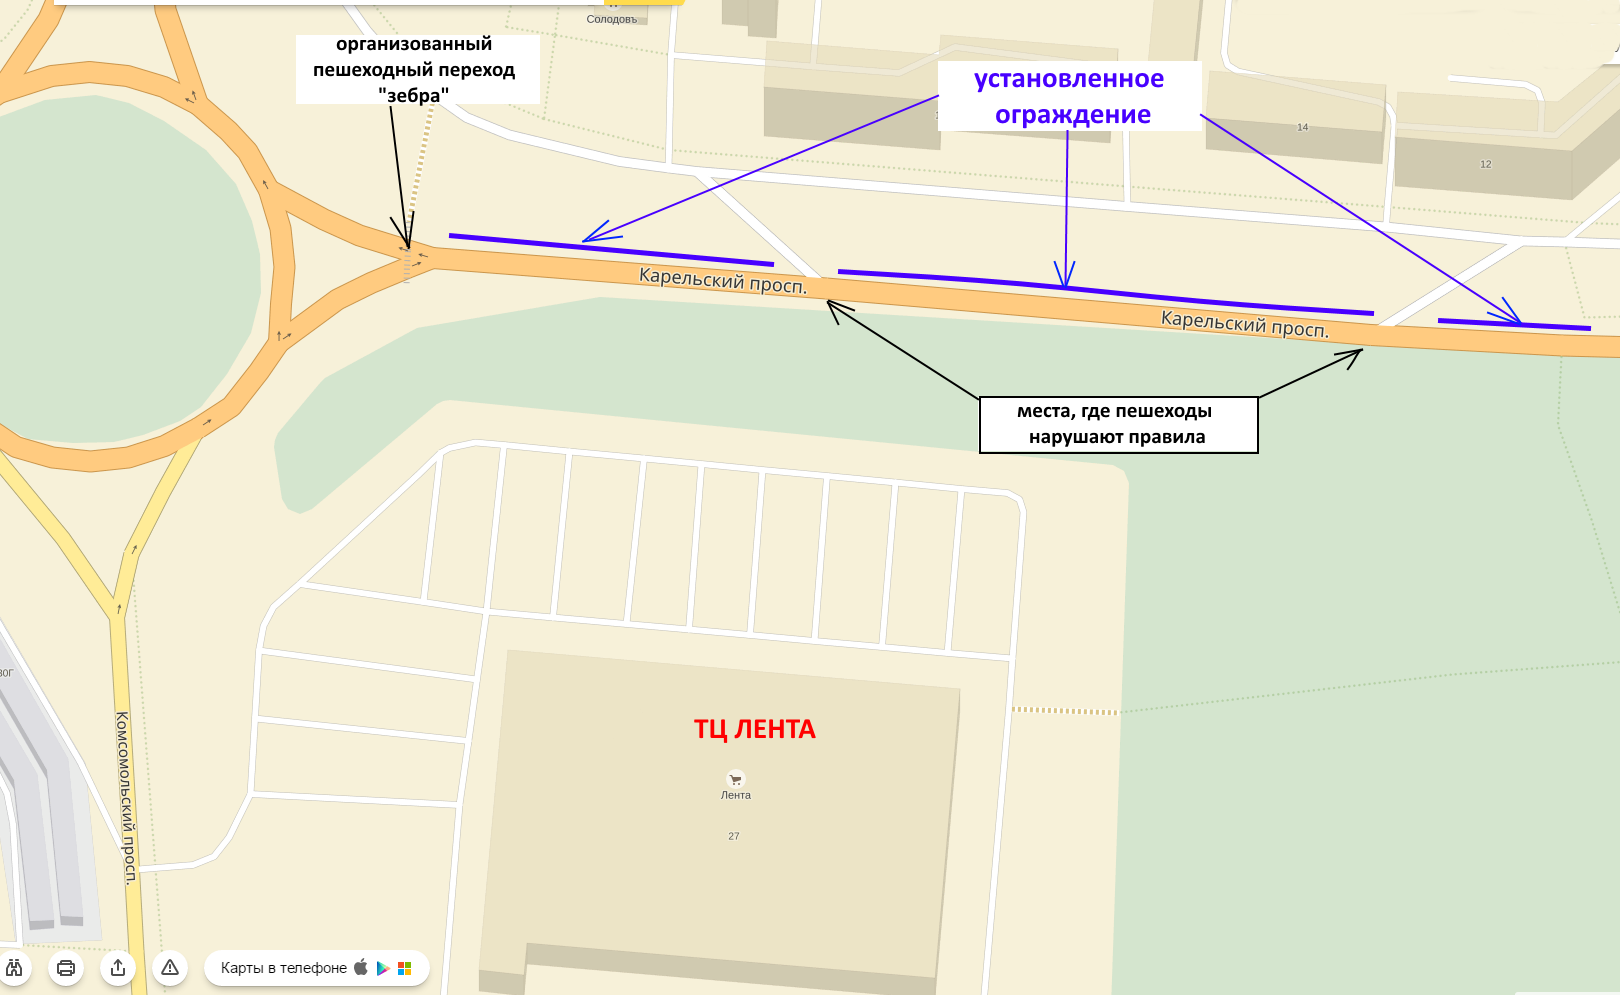 Солодовъ
организованный
пешеходный переход
"зебра"
установленное
ограждение
14
12
Карельский просп.
Карельский просп.
места, где пешеходы
нарушают правила
30Г
Комсомольский просп.
ТЦ ЛЕНТА
Лента
27
Карты в телефоне